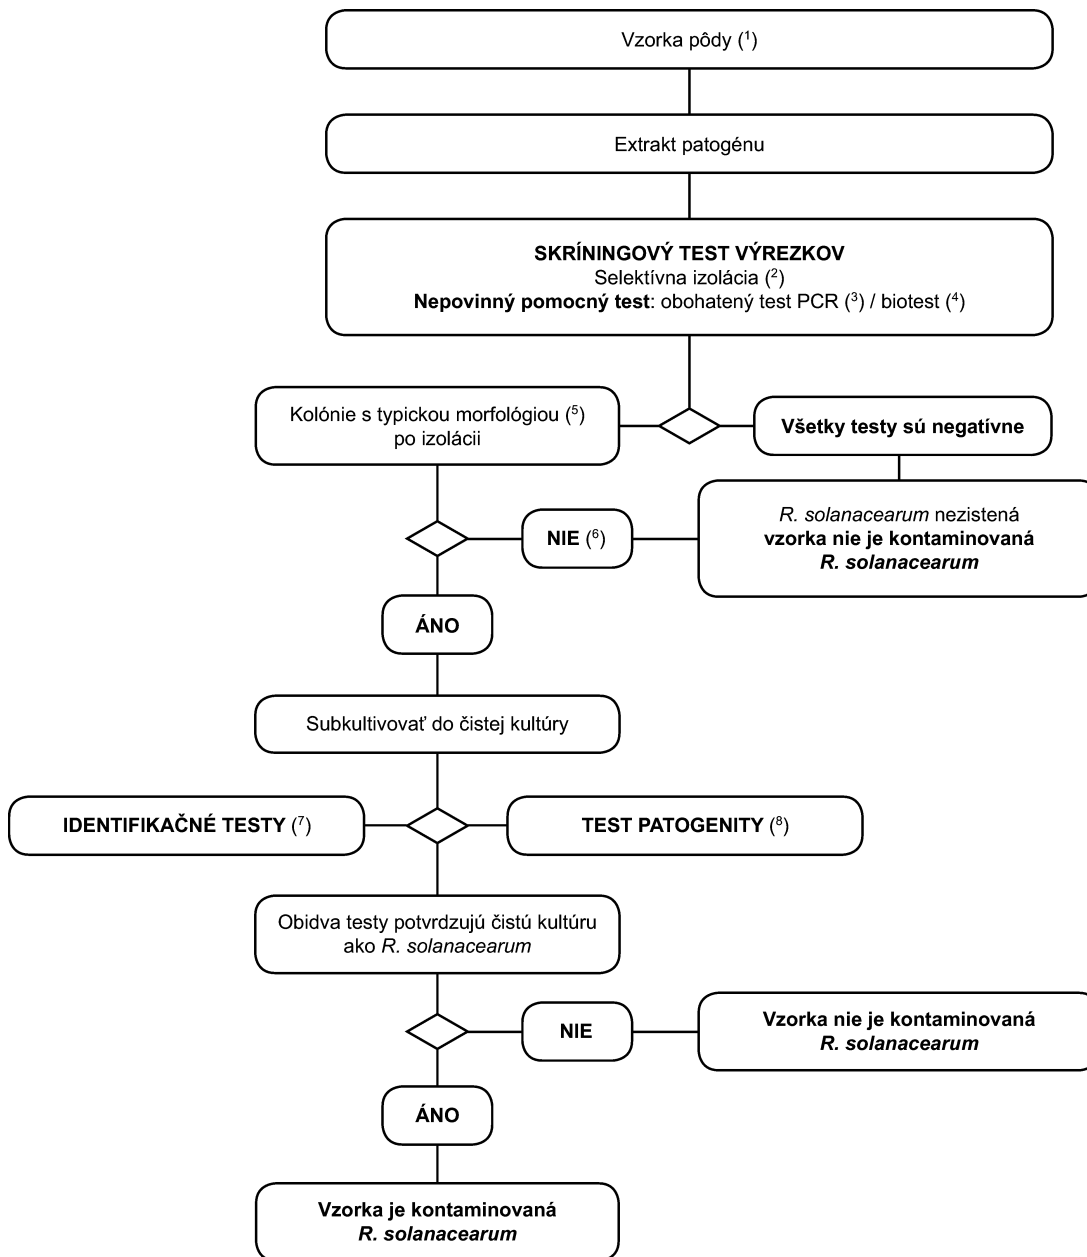 Vzorka pôdy (¹)
Extrakt patogénu
SKRÍNINGOVÝ TEST VÝREZKOV
Selektívna izolácia (²)
Nepovinný pomocný test: obohatený test PCR (³) / biotest (⁴)
Kolónie s typickou morfológiou (⁵)
po izolácii
Všetky testy sú negatívne
R. solanacearum nezistená
vzorka nie je kontaminovaná
R. solanacearum
NIE (⁶)
ÁNO
Subkultivovať do čistej kultúry
IDENTIFIKAČNÉ TESTY (⁷)
TEST PATOGENITY (⁸)
Obidva testy potvrdzujú čistú kultúru
ako R. solanacearum
NIE
Vzorka nie je kontaminovaná
R. solanacearum
ÁNO
Vzorka je kontaminovaná
R. solanacearum